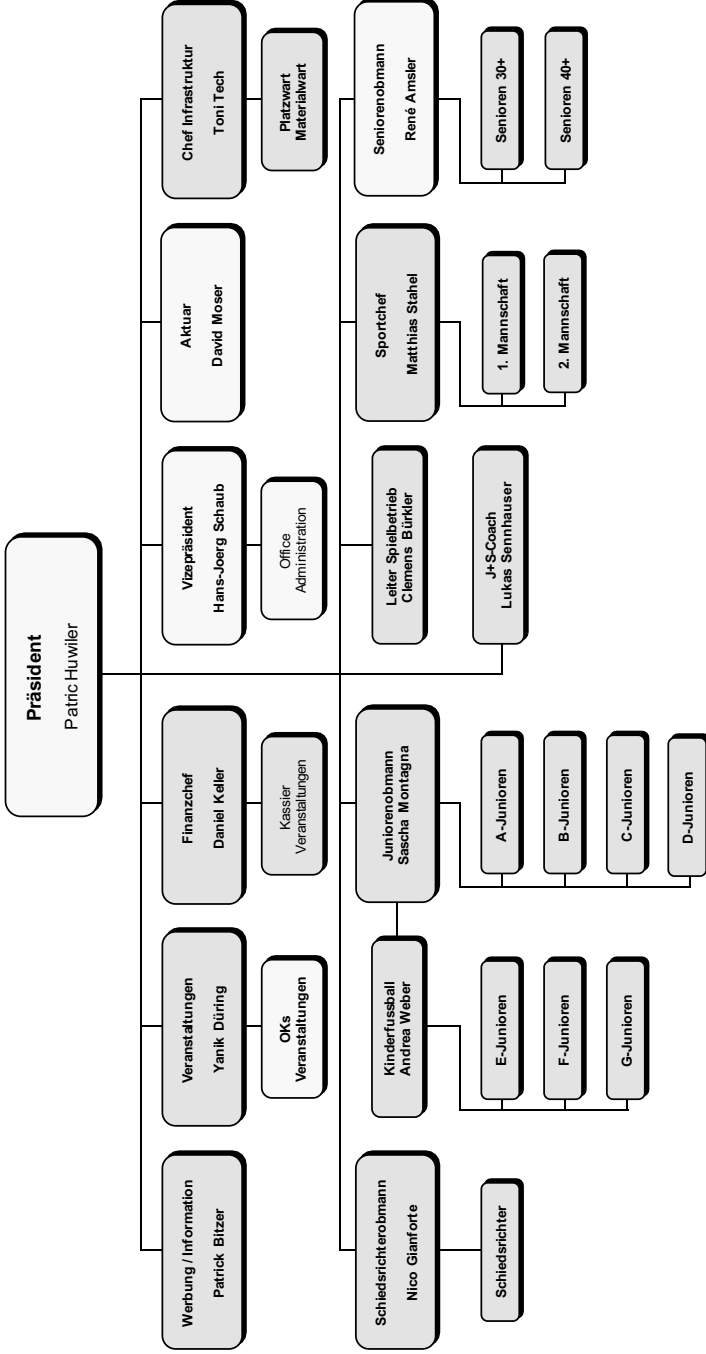 Präsident
Patric Huwiler
Werbung / Information
Patrick Bitzer
Veranstaltungen
Yanik Düring
Finanzchef
Daniel Keller
Vizepräsident
Hans-Joerg Schaub
Aktuar
David Moser
Chef Infrastruktur
Toni Tech
OKs
Veranstaltungen
Kassier
Veranstaltungen
Office
Administration
Platzwart
Materialwart
Schiedsrichterobmann
Nico Gianforte
Kinderfussball
Andrea Weber
Juniorenobmann
Sascha Montagna
Leiter Spielbetrieb
Clemens Bürkler
Sportchef
Matthias Stahel
Seniorenobmann
René Amsler
J+S-Coach
Lukas Sennhauser
Schiedsrichter
E-Junioren
F-Junioren
G-Junioren
A-Junioren
B-Junioren
C-Junioren
D-Junioren
1. Mannschaft
2. Mannschaft
Senioren 30+
Senioren 40+